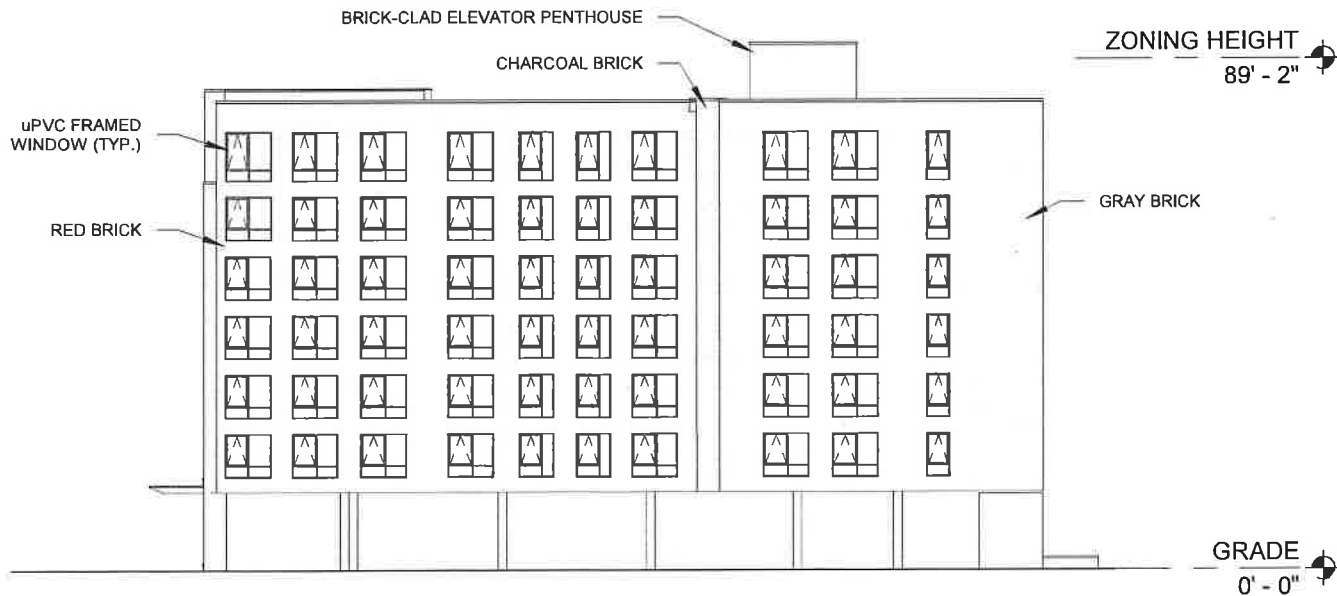 BRICK-CLAD ELEVATOR PENTHOUSE
ZONING HEIGHT
89' - 2"
CHARCOAL BRICK
uPVC FRAMED
WINDOW (TYP.)
RED BRICK
GRAY BRICK
GRADE
0' - 0"